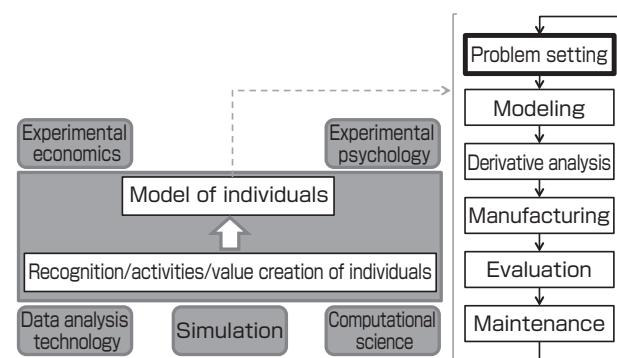 Experimental
economics
Experimental
psychology
Model of individuals
Recognition/activities/value creation of individuals
Data analysis
technology
Simulation
Computational
science
Problem setting
Modeling
Derivative analysis
Manufacturing
Evaluation
Maintenance